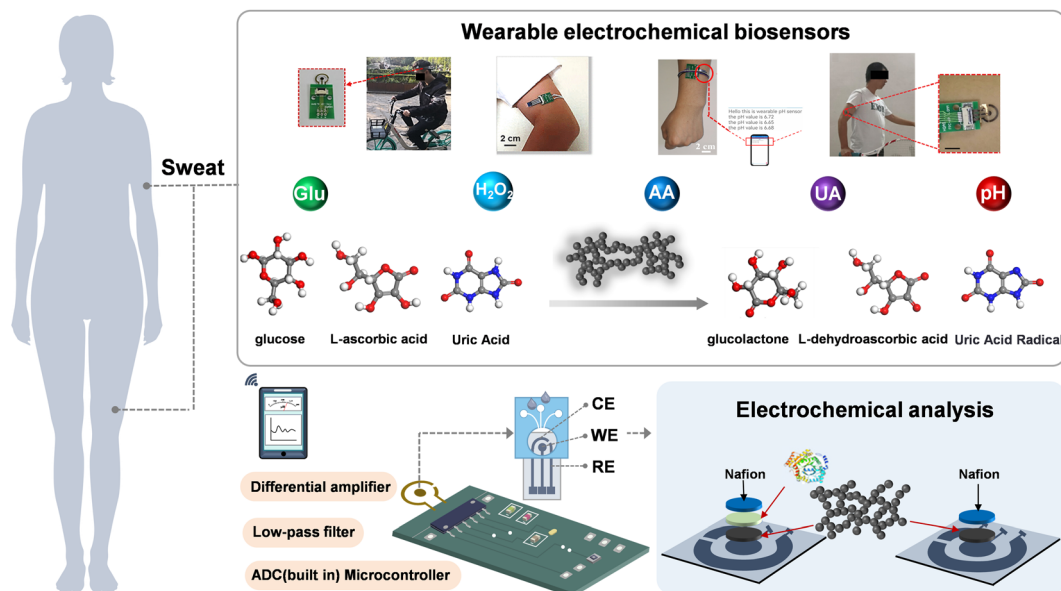 Wearable electrochemical biosensors
2 cm
Hello this is wearable pH sensor
the pH value is 6.72
the pH value is 6.65
the pH value is 6.68
2 cm
Sweat
Glu
H₂O₂
AA
UA
pH
glucose
L-ascorbic acid
Uric Acid
glucolactone
L-dehydroascorbic acid
Uric Acid Radical
CE
WE
RE
Differential amplifier
Low-pass filter
ADC(built in) Microcontroller
Electrochemical analysis
Nafion
Nafion